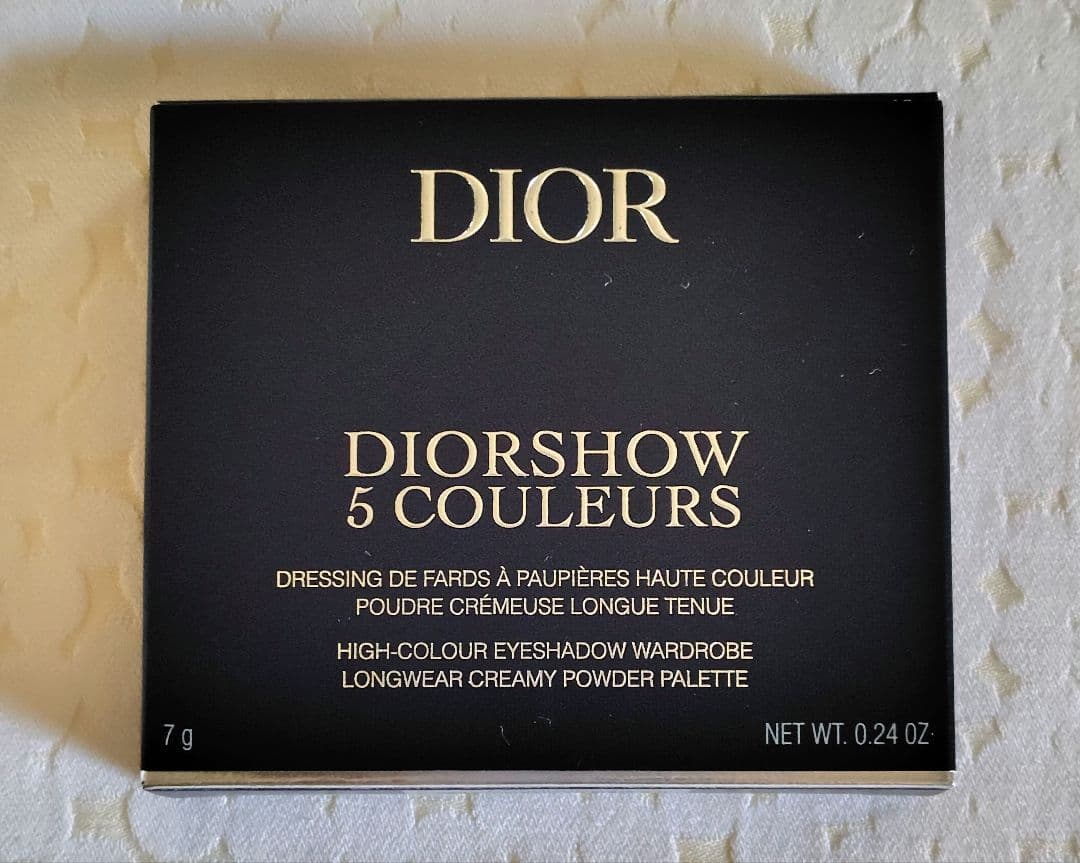 DIOR
DIORSHOW
5 COULEURS
DRESSING DE FARDS À PAUPIÈRES HAUTE COULEUR
POUDRE CRÉMEUSE LONGUE TENUE
HIGH-COLOUR EYESHADOW WARDROBE
LONGWEAR CREAMY POWDER PALETTE
7 g
NET WT. 0.24 OZ